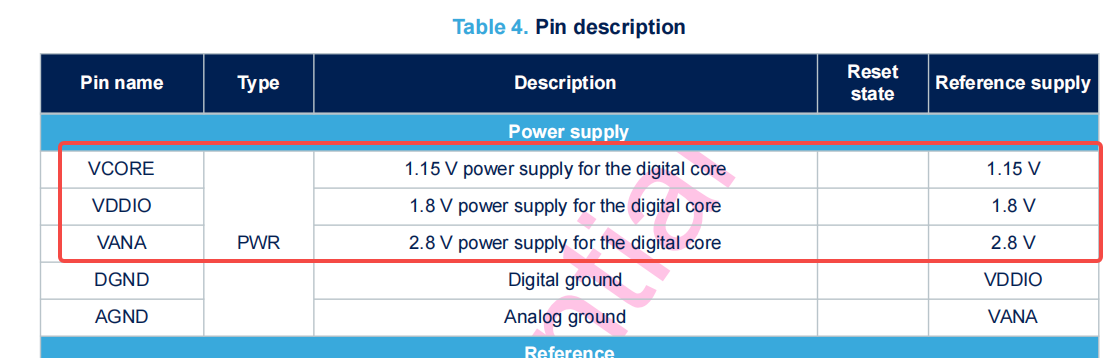 Table 4. Pin description
Pin name Type Description Reset state Reference supply
Power supply
VCORE 1.15 V power supply for the digital core 1.15 V
VDDIO 1.8 V power supply for the digital core 1.8 V
VANA PWR 2.8 V power supply for the digital core 2.8 V
DGND Digital ground VDDIO
AGND Analog ground VANA
Reference
ntial